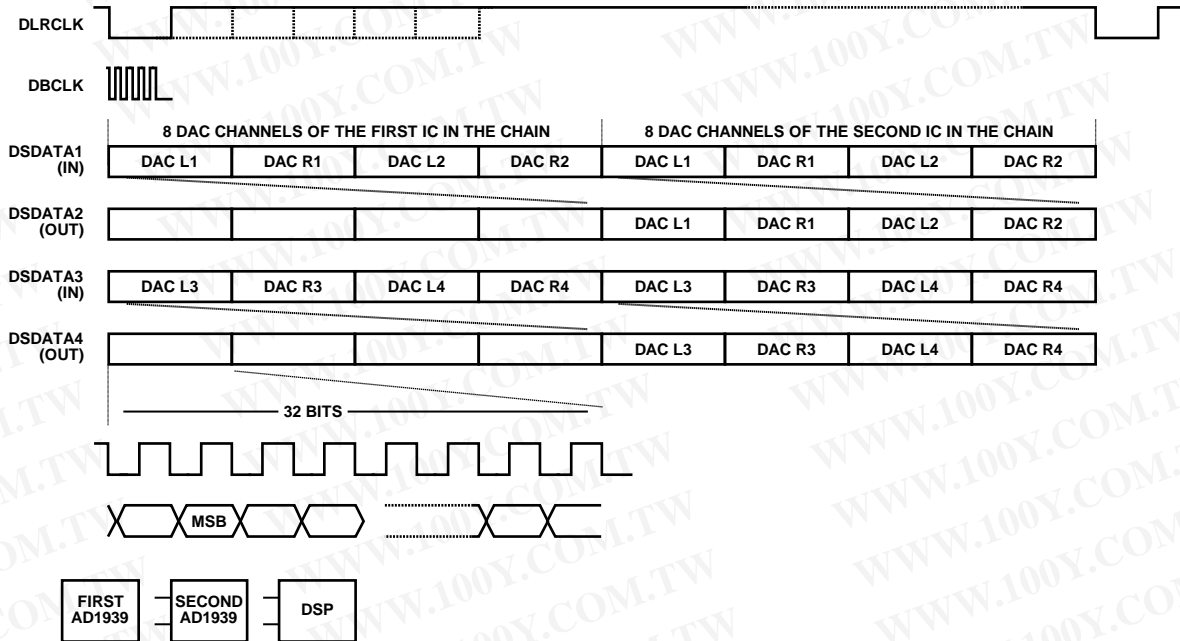 DLRCLK
DBCLK
8 DAC CHANNELS OF THE FIRST IC IN THE CHAIN
8 DAC CHANNELS OF THE SECOND IC IN THE CHAIN
DSDATA1
(IN)
DAC L1
DAC R1
DAC L2
DAC R2
DAC L1
DAC R1
DAC L2
DAC R2
DSDATA2
(OUT)
DAC L1
DAC R1
DAC L2
DAC R2
DSDATA3
(IN)
DAC L3
DAC R3
DAC L4
DAC R4
DAC L3
DAC R3
DAC L4
DAC R4
DSDATA4
(OUT)
DAC L3
DAC R3
DAC L4
DAC R4
32 BITS
MSB
FIRST
AD1939
SECOND
AD1939
DSP
WWW.100Y.COM.TW